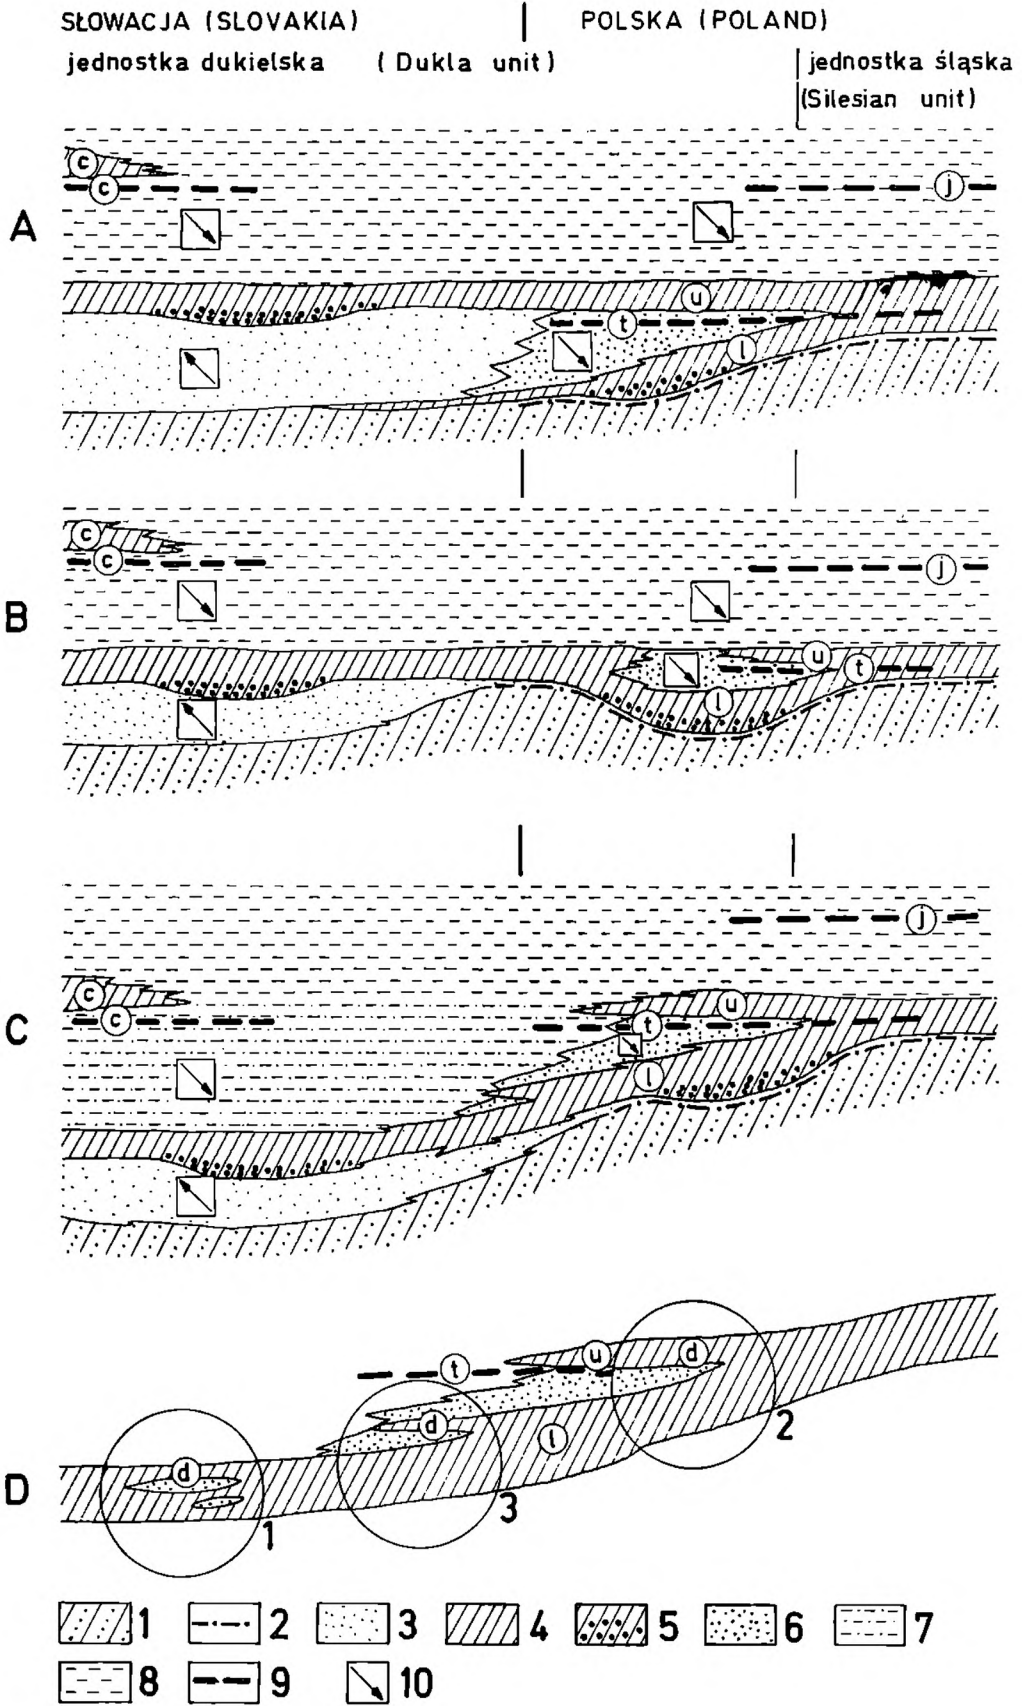 SŁOWACJA (SLOVAKIA) POLSKA (POLAND)
jednostka dukielska (Dukla unit) jednostka śląska
(Silesian unit)
c
c j
A
u
t
l
c
c j
B
u
t
l
j
c
c u
t
C
l
t u d
d
l 2
d
D
3
1
1 2 3 4 5 6 7
8 9 10